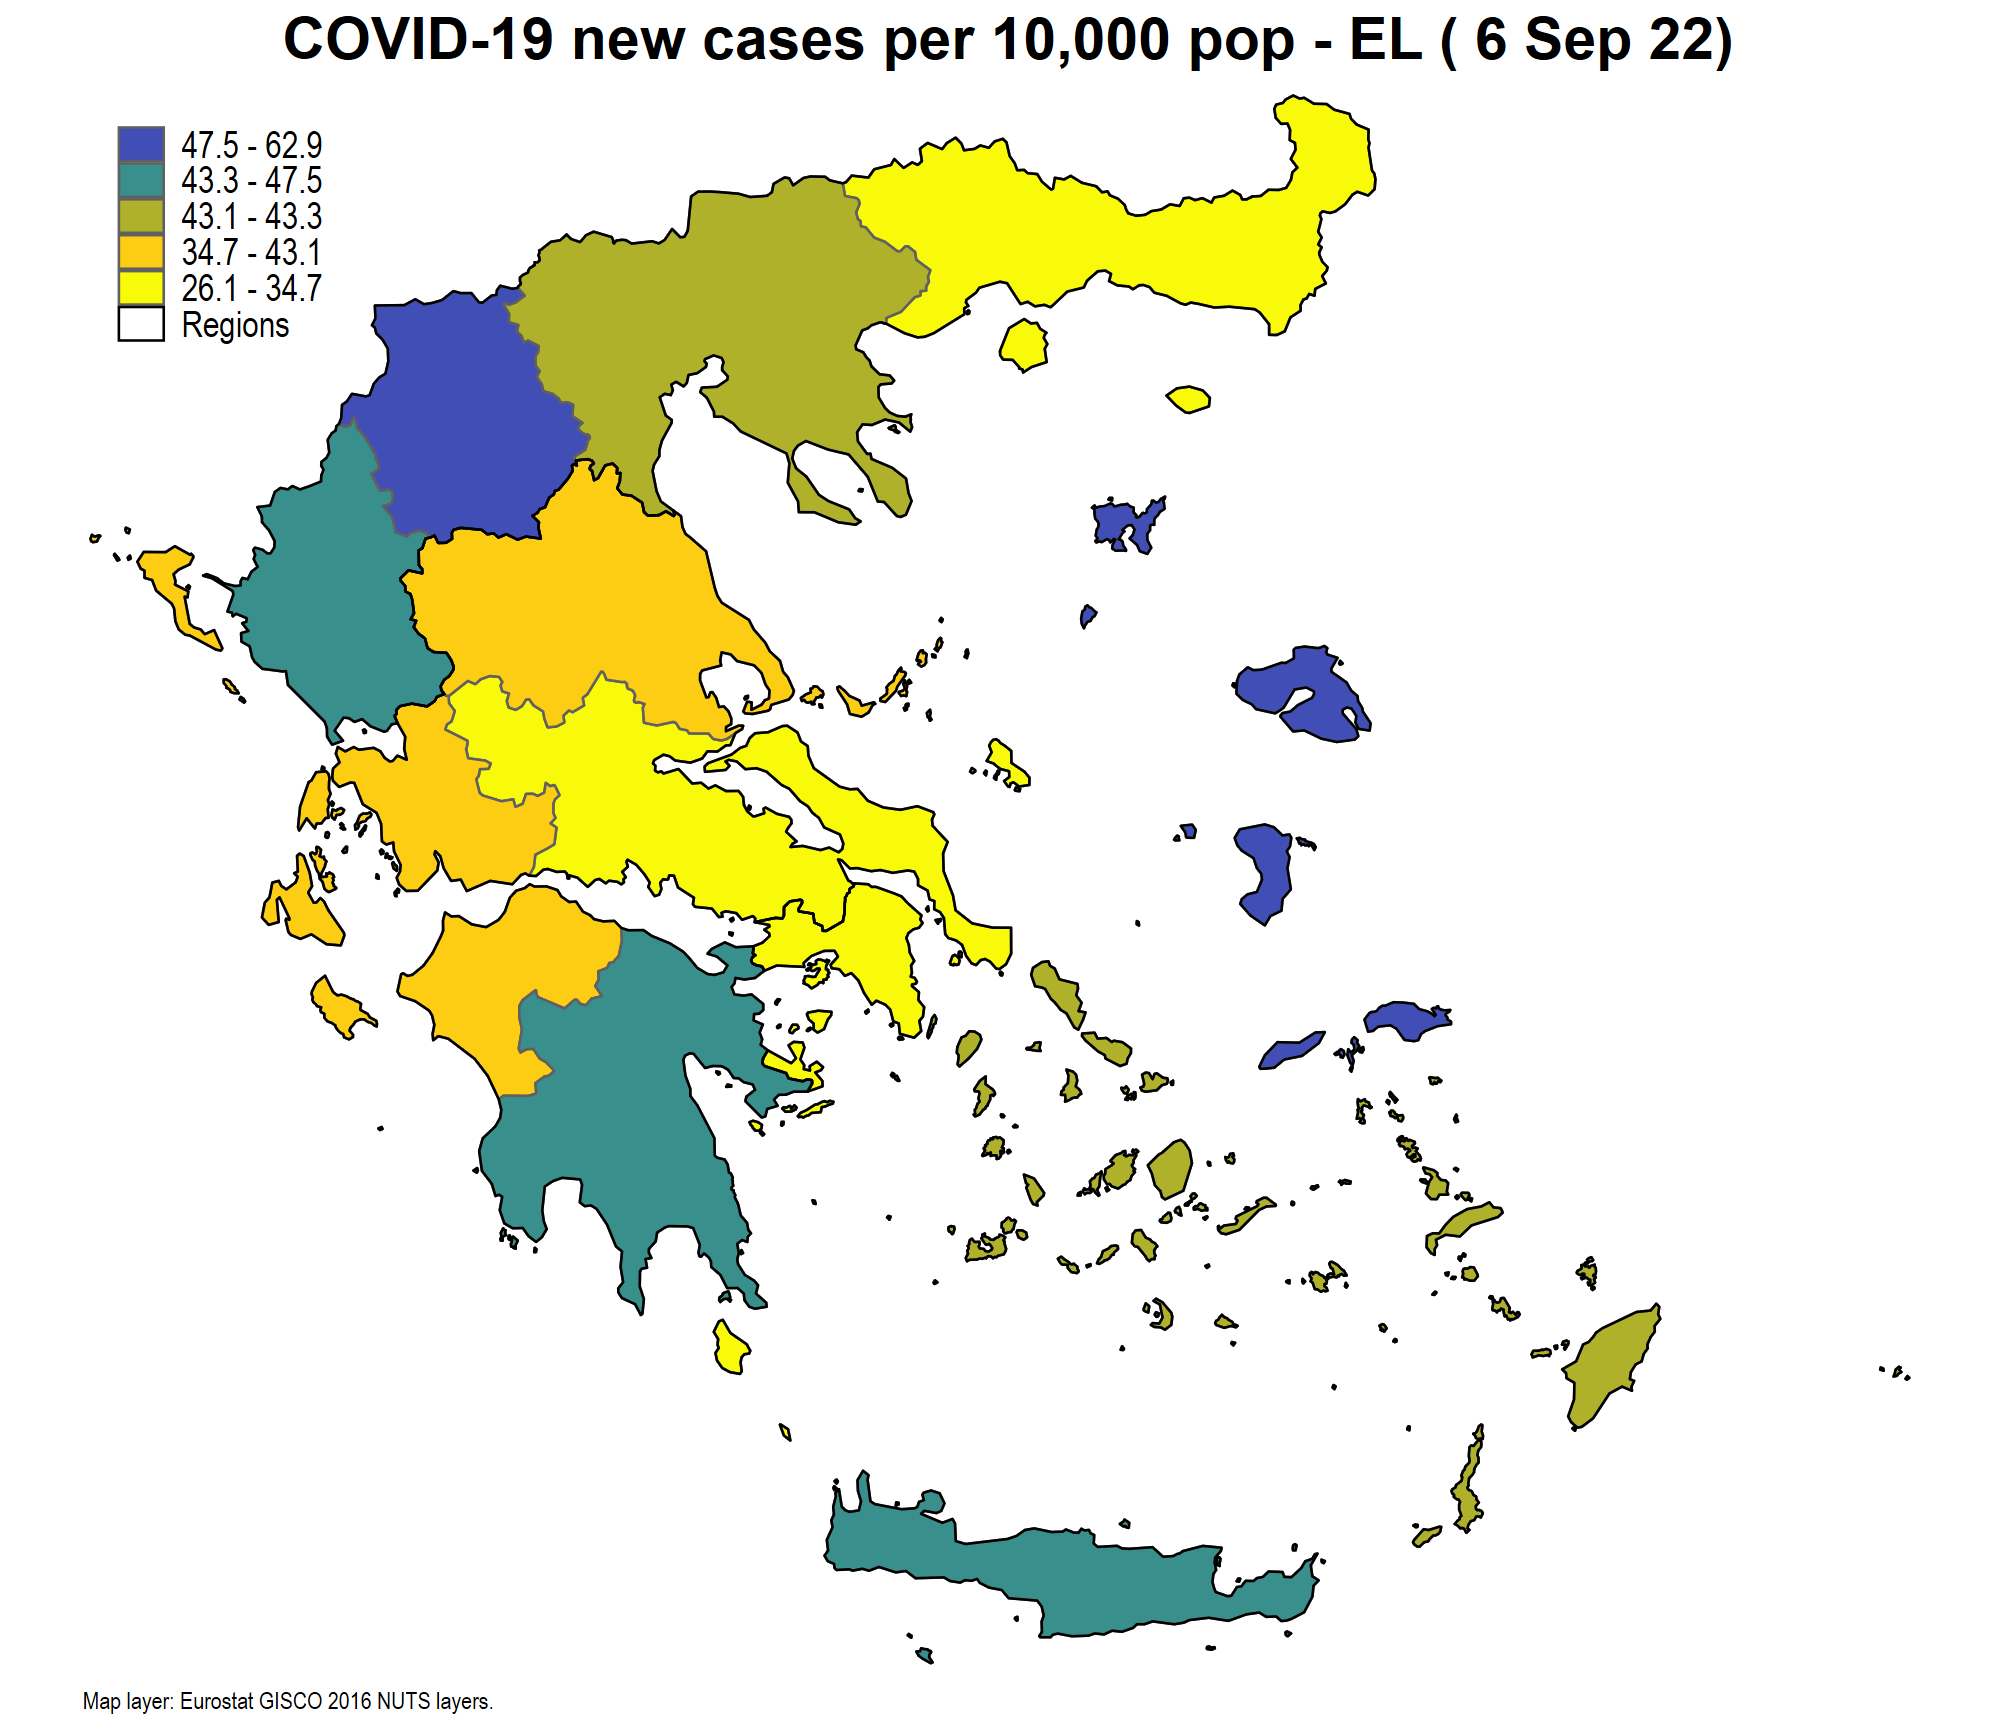 COVID-19 new cases per 10,000 pop - EL ( 6 Sep 22)
47.5 - 62.9
43.3 - 47.5
43.1 - 43.3
34.7 - 43.1
26.1 - 34.7
Regions
Map layer: Eurostat GISCO 2016 NUTS layers.